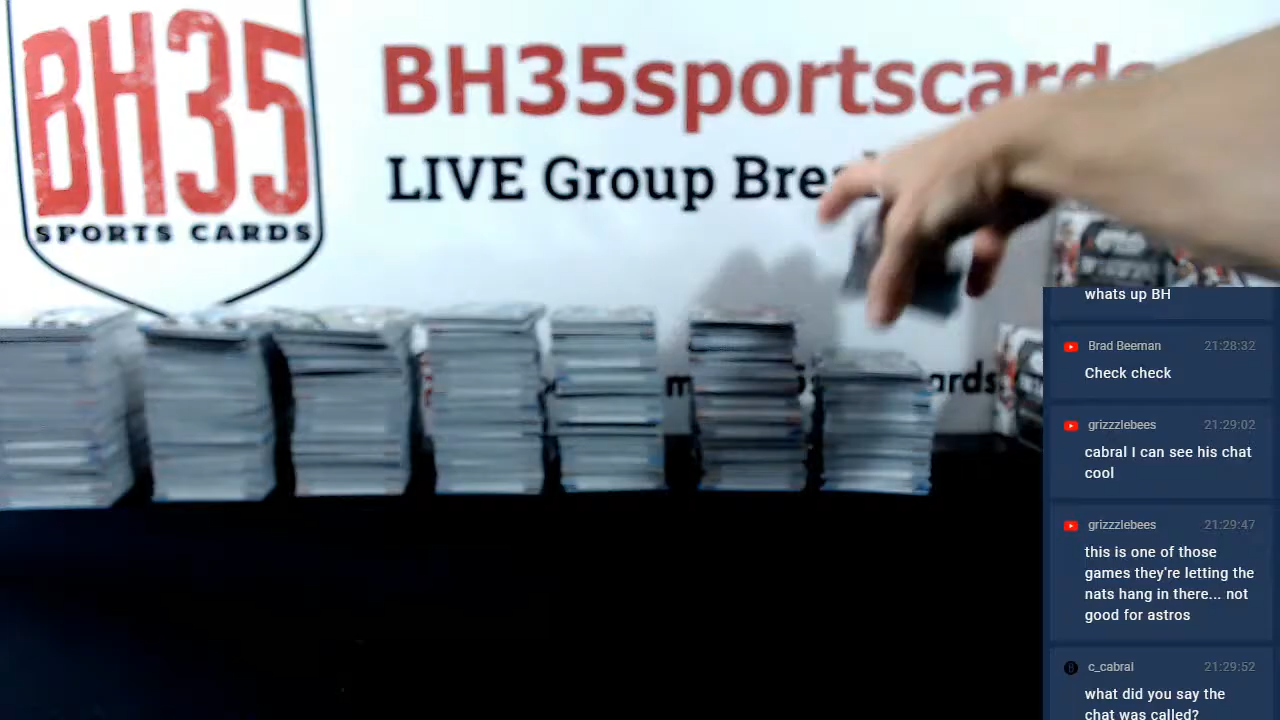 BH35
SPORTS CARDS
BH35sportscards
LIVE Group Brea
ards.
whats up BH
Brad Beeman 21:28:32
Check check
grizzzlebees 21:29:02
cabral I can see his chat
cool
grizzzlebees 21:29:47
this is one of those
games they're letting the
nats hang in there... not
good for astros
c_cabral 21:29:52
what did you say the
chat was called?